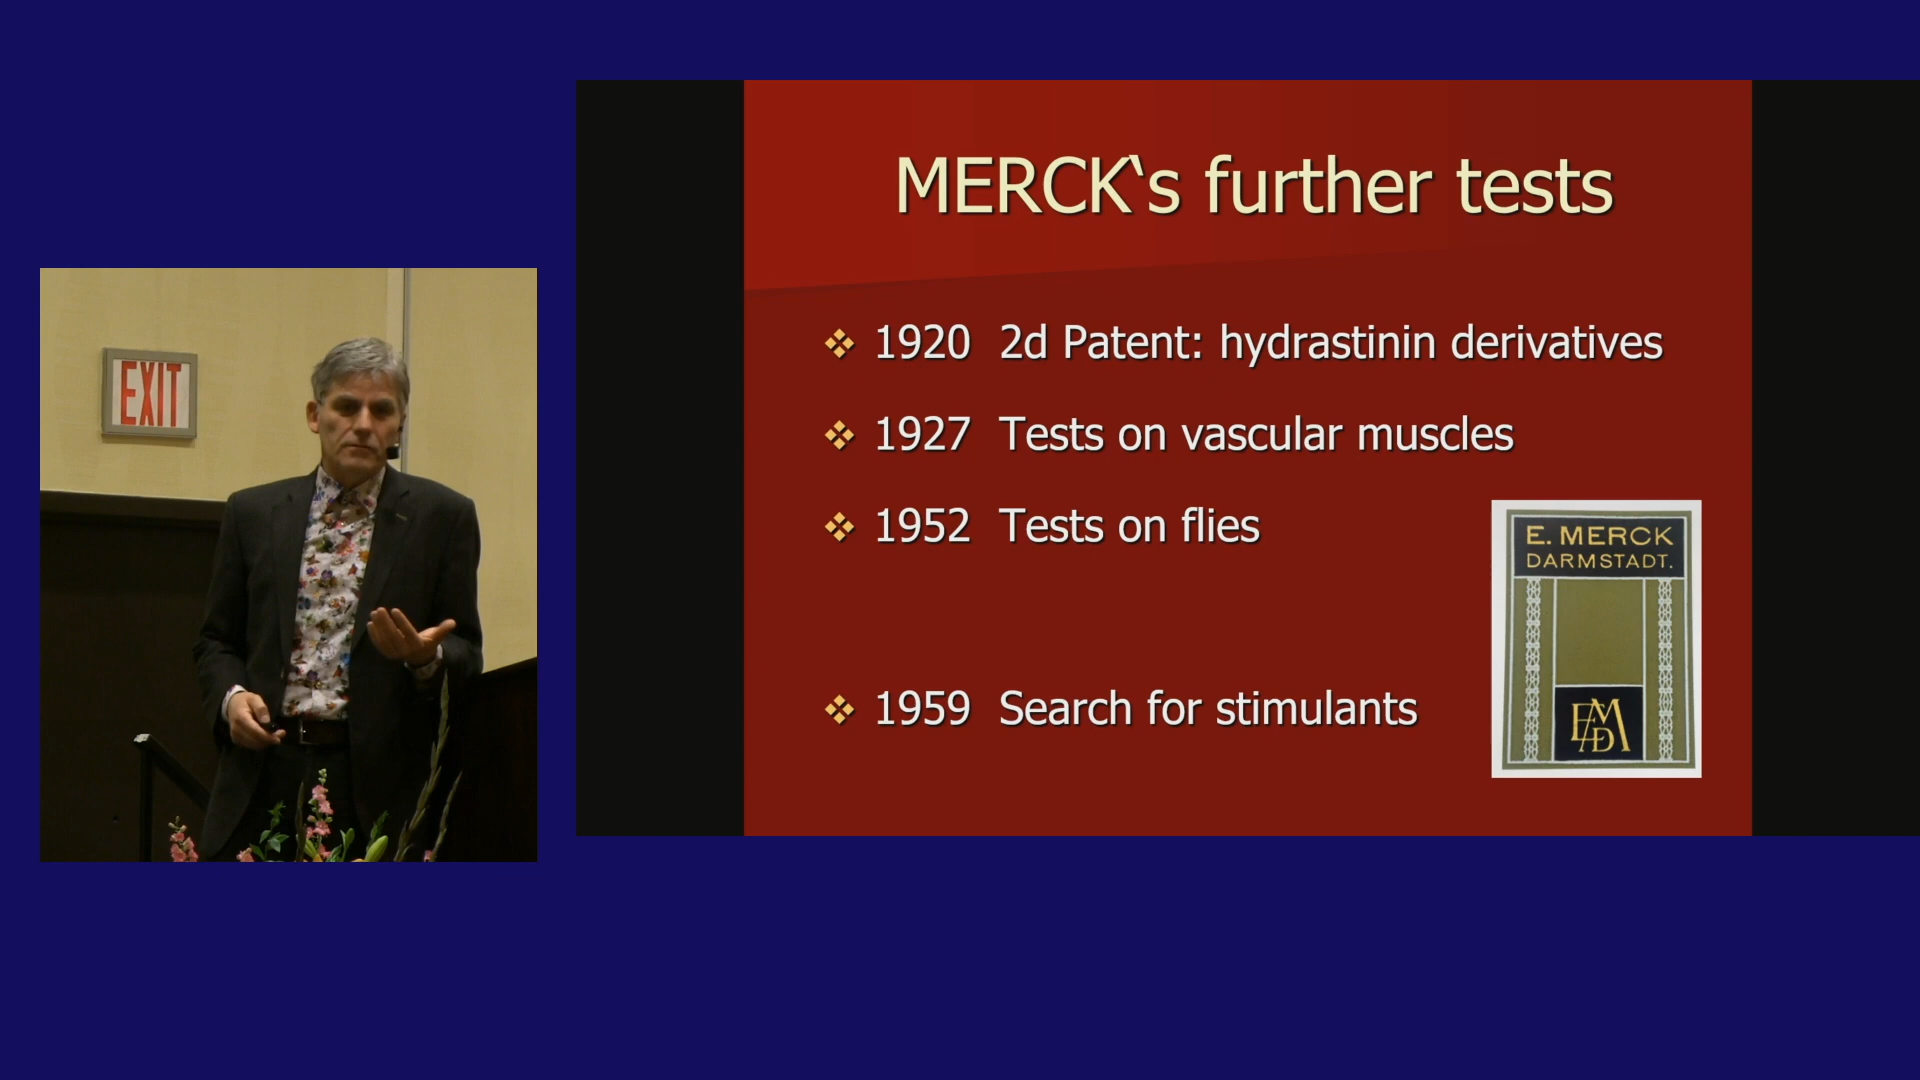 EXIT
MERCK‘s further tests
❖ 1920 2d Patent: hydrastinin derivatives
❖ 1927 Tests on vascular muscles
❖ 1952 Tests on flies
❖ 1959 Search for stimulants
E. MERCK
DARMSTADT.
EMD